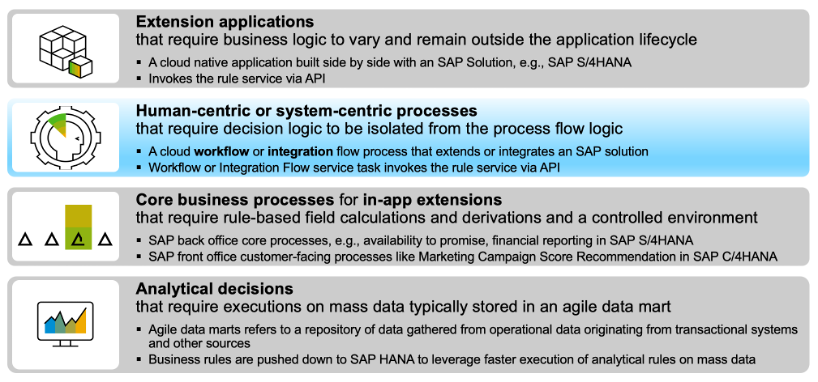 Extension applications
that require business logic to vary and remain outside the application lifecycle
▪ A cloud native application built side by side with an SAP Solution, e.g., SAP S/4HANA
▪ Invokes the rule service via API
Human-centric or system-centric processes
that require decision logic to be isolated from the process flow logic
▪ A cloud workflow or integration flow process that extends or integrates an SAP solution
▪ Workflow or Integration Flow service task invokes the rule service via API
Core business processes for in-app extensions
that require rule-based field calculations and derivations and a controlled environment
▪ SAP back office core processes, e.g., availability to promise, financial reporting in SAP S/4HANA
▪ SAP front office customer-facing processes like Marketing Campaign Score Recommendation in SAP C/4HANA
Analytical decisions
that require executions on mass data typically stored in an agile data mart
▪ Agile data marts refers to a repository of data gathered from operational data originating from transactional systems
and other sources
▪ Business rules are pushed down to SAP HANA to leverage faster execution of analytical rules on mass data